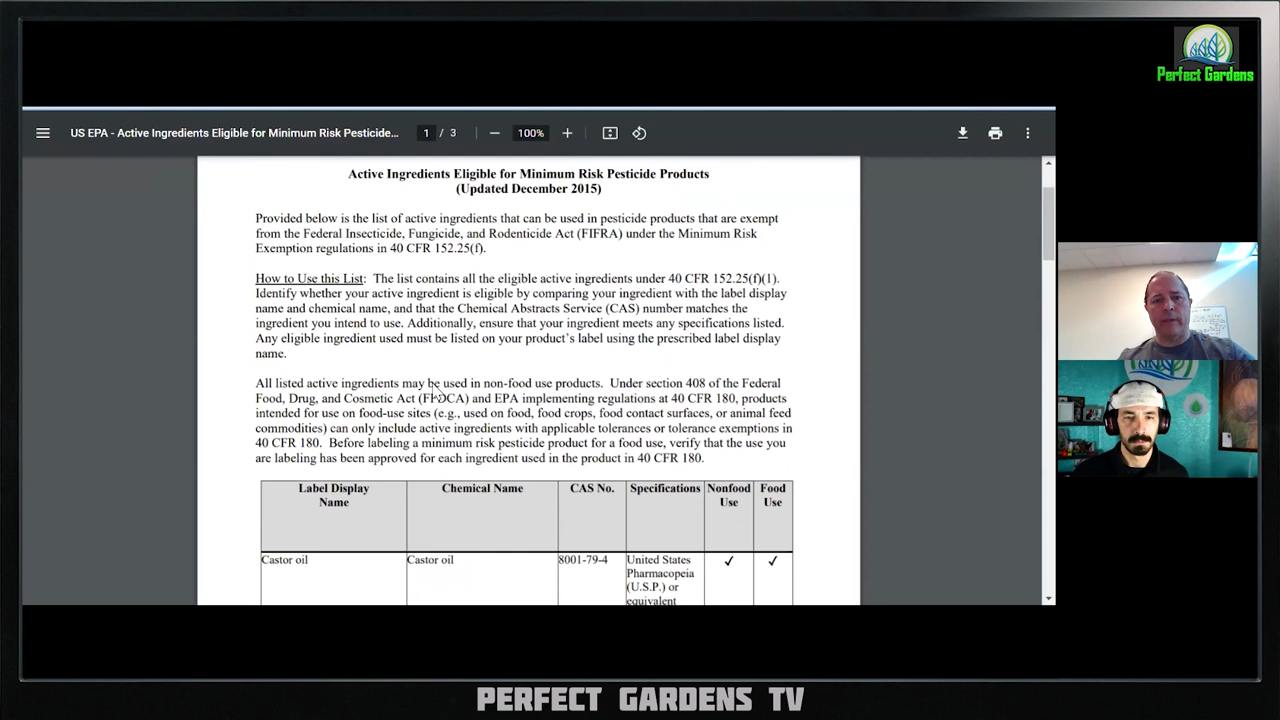 Perfect Gardens
US EPA - Active Ingredients Eligible for Minimum Risk Pesticide...
1 / 3
100%
Active Ingredients Eligible for Minimum Risk Pesticide Products
(Updated December 2015)
Provided below is the list of active ingredients that can be used in pesticide products that are exempt
from the Federal Insecticide, Fungicide, and Rodenticide Act (FIFRA) under the Minimum Risk
Exemption regulations in 40 CFR 152.25(f).
How to Use this List: The list contains all the eligible active ingredients under 40 CFR 152.25(f)(1).
Identify whether your active ingredient is eligible by comparing your ingredient with the label display
name and chemical name, and that the Chemical Abstracts Service (CAS) number matches the
ingredient you intend to use. Additionally, ensure that your ingredient meets any specifications listed.
Any eligible ingredient used must be listed on your product's label using the prescribed label display
name.
All listed active ingredients may be used in non-food use products. Under section 408 of the Federal
Food, Drug, and Cosmetic Act (FFDCA) and EPA implementing regulations at 40 CFR 180, products
intended for use on food-use sites (e.g., used on food, food crops, food contact surfaces, or animal feed
commodities) can only include active ingredients with applicable tolerances or tolerance exemptions in
40 CFR 180. Before labeling a minimum risk pesticide product for a food use, verify that the use you
are labeling has been approved for each ingredient used in the product in 40 CFR 180.
Label Display Name
Chemical Name
CAS No.
Specifications
Nonfood Use
Food Use
Castor oil
Castor oil
8001-79-4
United States
Pharmacopeia
(U.S.P.) or
equivalent
✓
✓
PERFECT GARDENS TV